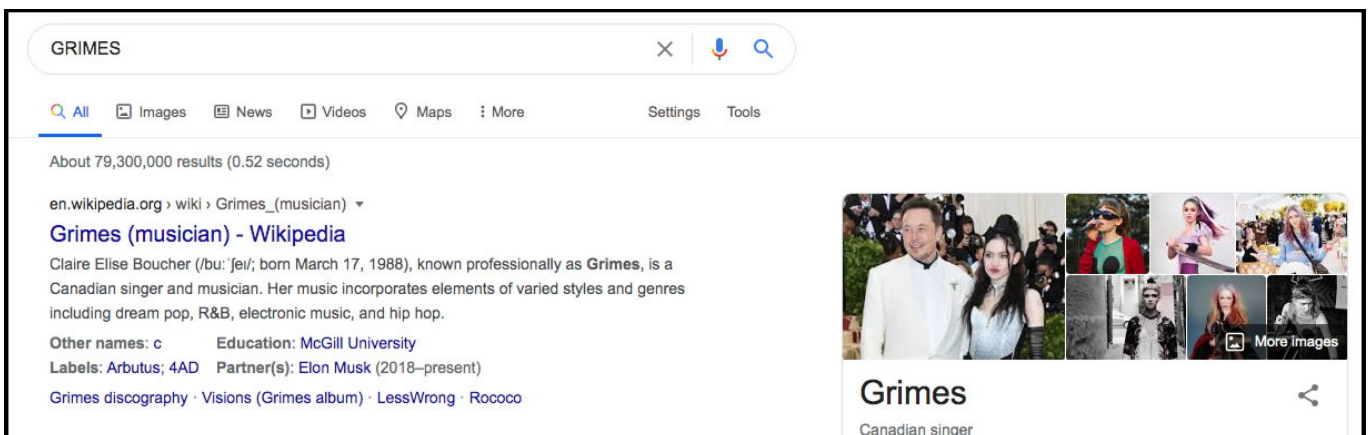 GRIMES
All Images News Videos Maps More Settings Tools
About 79,300,000 results (0.52 seconds)
en.wikipedia.org › wiki › Grimes_(musician)
Grimes (musician) - Wikipedia
Claire Elise Boucher (/buːˈʃeɪ/; born March 17, 1988), known professionally as Grimes, is a
Canadian singer and musician. Her music incorporates elements of varied styles and genres
including dream pop, R&B, electronic music, and hip hop.
Other names: c Education: McGill University
Labels: Arbutus; 4AD Partner(s): Elon Musk (2018–present)
Grimes discography · Visions (Grimes album) · LessWrong · Rococo
More images
Grimes
Canadian singer